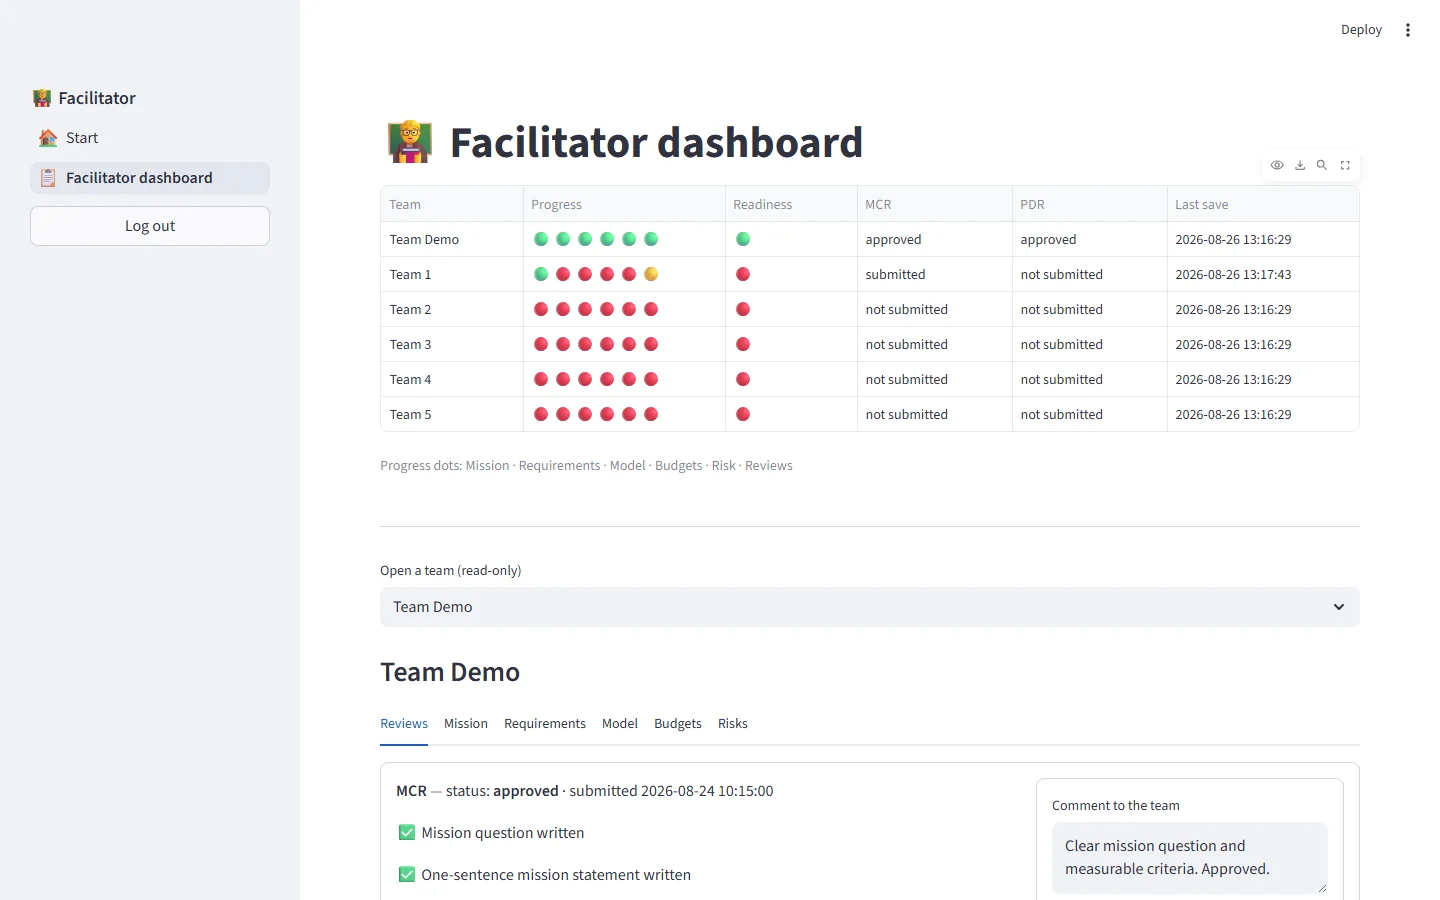 Deploy
Facilitator
Start
Facilitator dashboard
Log out
Facilitator dashboard
Team Progress Readiness MCR PDR Last save
Team Demo approved approved 2026-08-26 13:16:29
Team 1 submitted not submitted 2026-08-26 13:17:43
Team 2 not submitted not submitted 2026-08-26 13:16:29
Team 3 not submitted not submitted 2026-08-26 13:16:29
Team 4 not submitted not submitted 2026-08-26 13:16:29
Team 5 not submitted not submitted 2026-08-26 13:16:29
Progress dots: Mission · Requirements · Model · Budgets · Risk · Reviews
Open a team (read-only)
Team Demo
Team Demo
Reviews Mission Requirements Model Budgets Risks
MCR — status: approved · submitted 2026-08-24 10:15:00
Mission question written
One-sentence mission statement written
Comment to the team
Clear mission question and
measurable criteria. Approved.